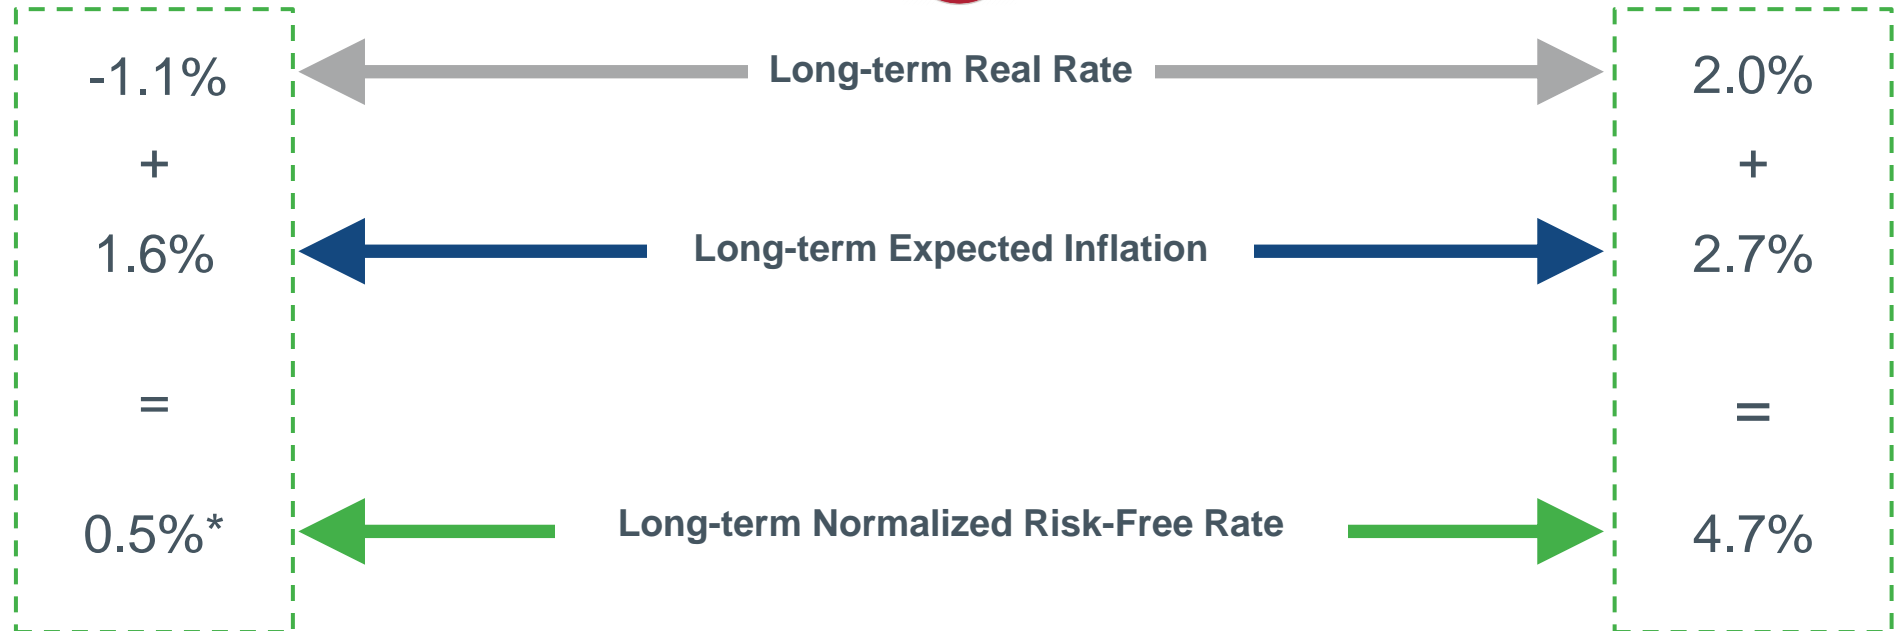 -1.1% Long-term Real Rate 2.0%
+ +
1.6% Long-term Expected Inflation 2.7%
= =
0.5%* Long-term Normalized Risk-Free Rate 4.7%